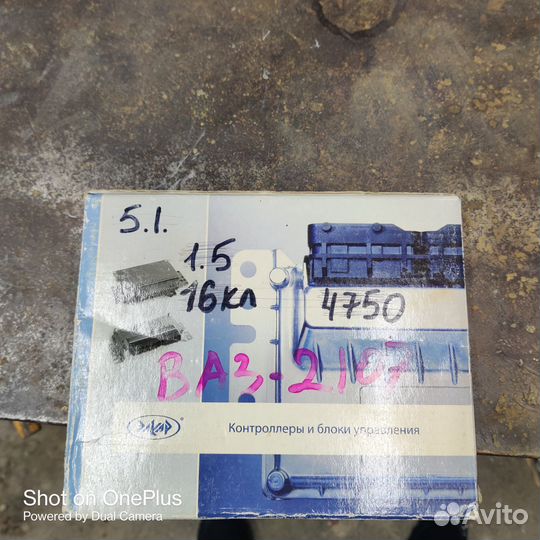 5.1.
1.5
16кл
4750
ВАЗ-2107
ЭЛКАР
Контроллеры и блоки управления
Shot on OnePlus
Powered by Dual Camera
Avito